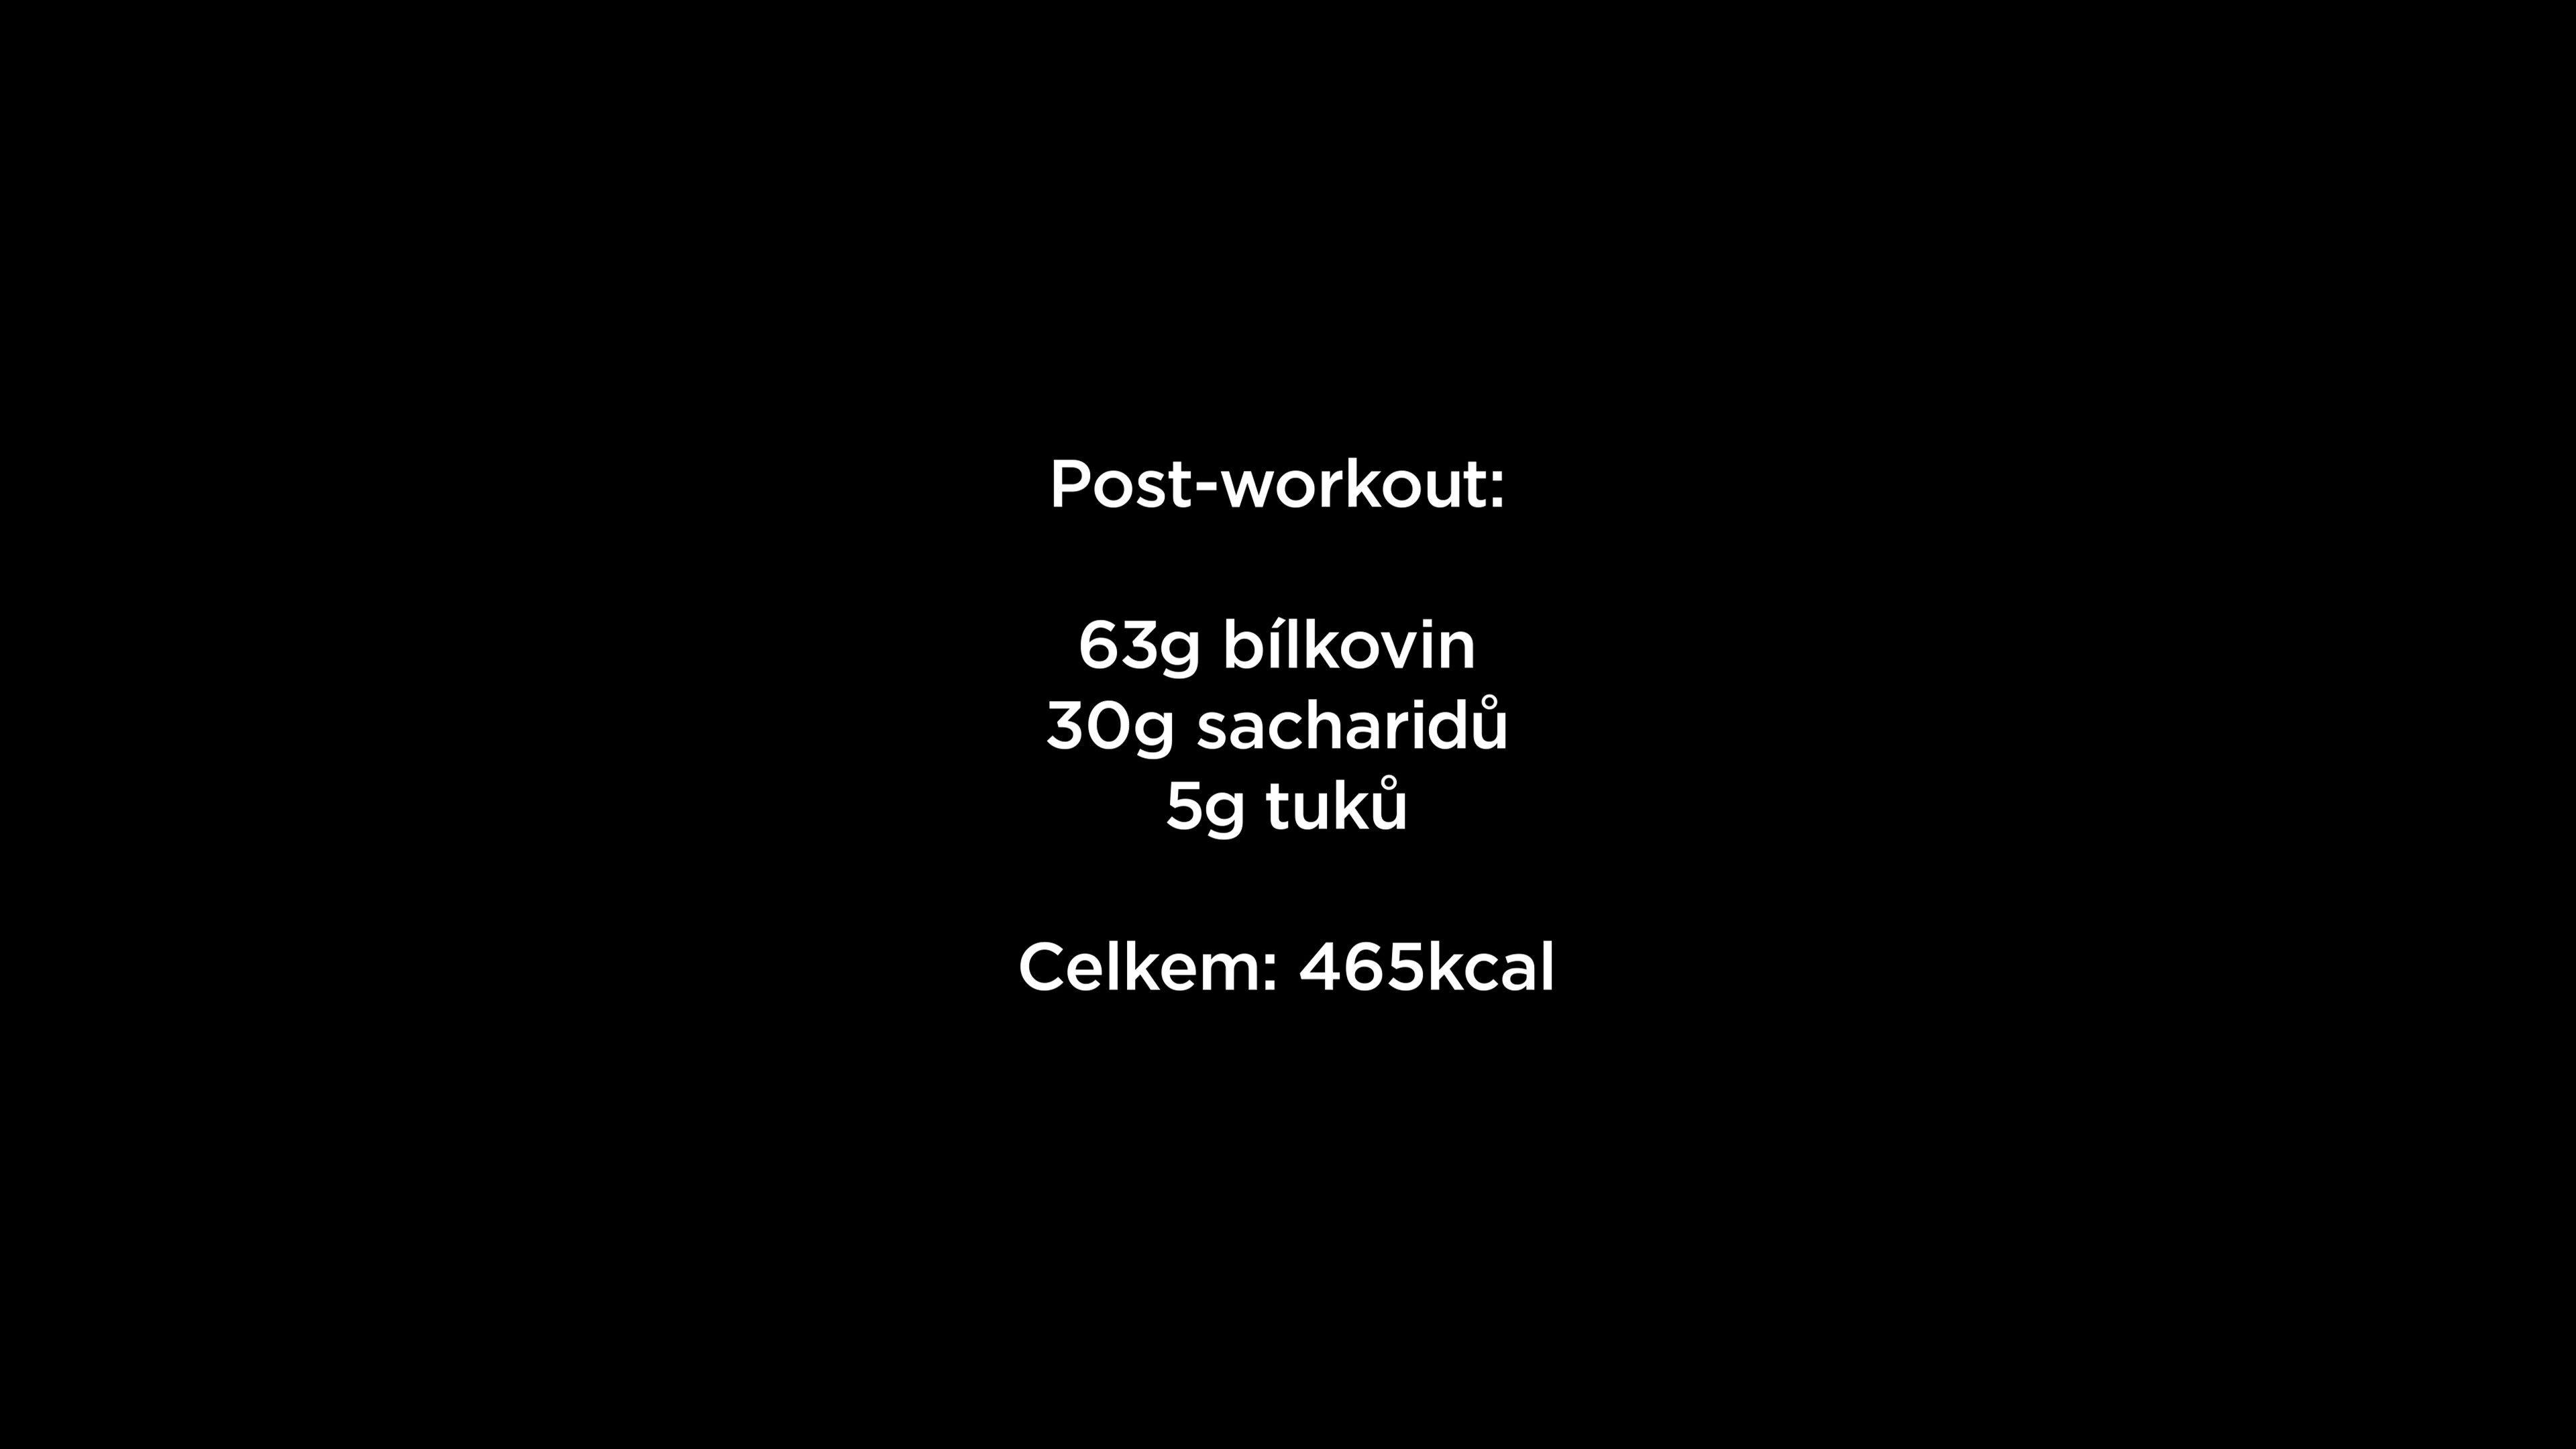 Post-workout:
63g bílkovin
30g sacharidů
5g tuků
Celkem: 465kcal